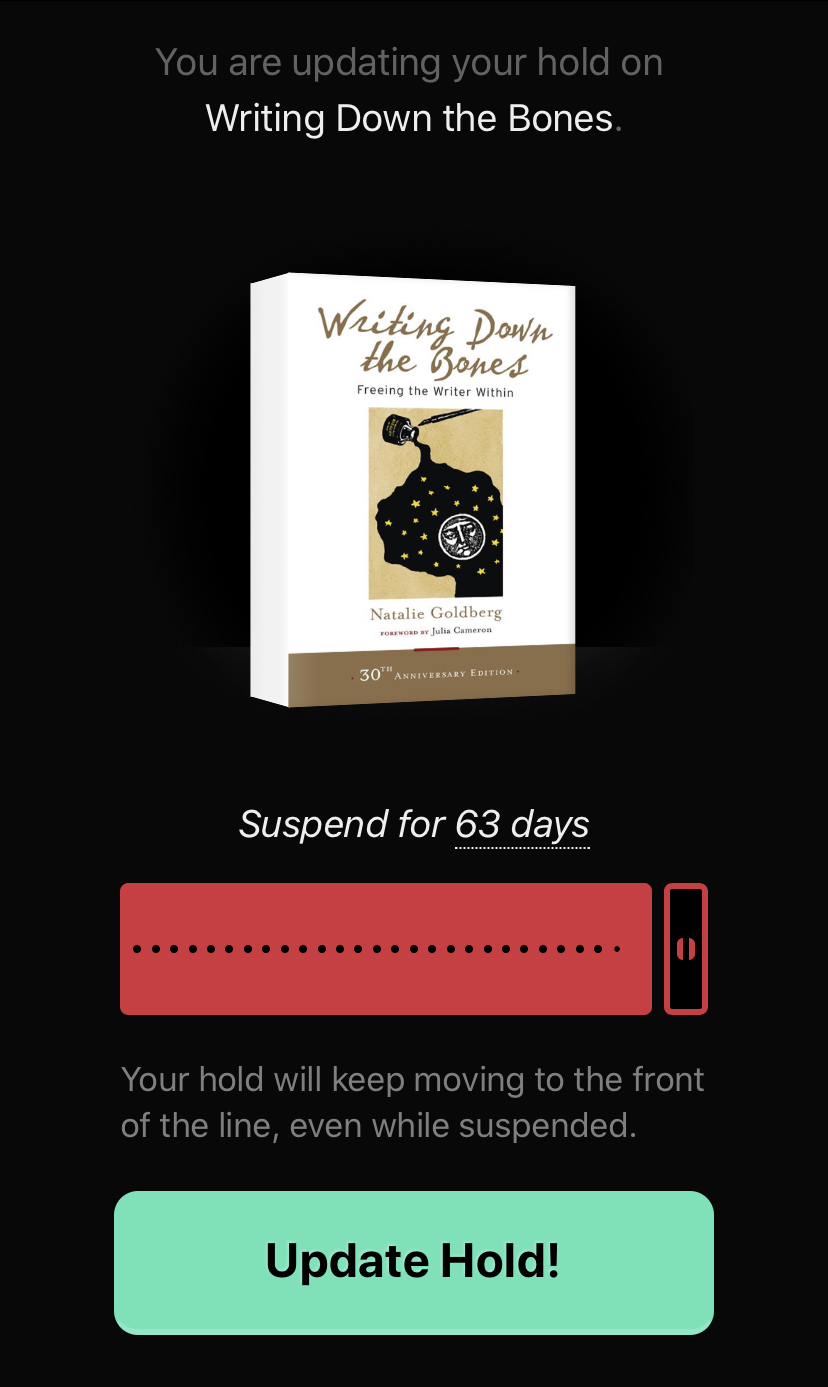 You are updating your hold on
Writing Down the Bones.
Writing Down
the Bones
Freeing the Writer Within
Natalie Goldberg
FOREWORD BY Julia Cameron
· 30TH ANNIVERSARY EDITION ·
Suspend for 63 days
Your hold will keep moving to the front
of the line, even while suspended.
Update Hold!